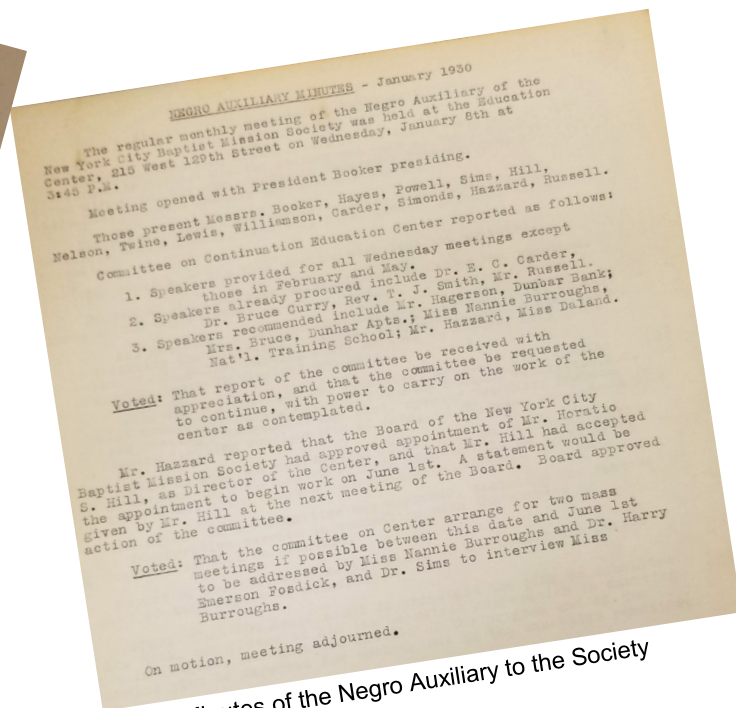 NEGRO AUXILIARY MINUTES - January 1930
The regular monthly meeting of the Negro Auxiliary of the
New York City Baptist Mission Society was held at the Education
Center, 215 West 129th Street on Wednesday, January 8th at
3:45 P.M.
Meeting opened with President Booker presiding.
Those present Messrs. Booker, Hayes, Powell, Sims, Hill,
Nelson, Twine, Lewis, Williamson, Carder, Simonds, Hazzard, Russell.
Committee on Continuation Education Center reported as follows:
1. Speakers provided for all Wednesday meetings except
those in February and May.
2. Speakers already procured include Dr. E. C. Carder,
Dr. Bruce Curry, Rev. T. J. Smith, Mr. Russell.
3. Speakers recommended include Mr. Hagerson, Dunbar Bank;
Mrs. Bruce, Dunhar Apts.; Miss Nannie Burroughs,
Nat'l. Training School; Mr. Hazzard, Miss Daland.
Voted: That report of the committee be received with
appreciation, and that the committee be requested
to continue, with power to carry on the work of the
center as contemplated.
Mr. Hazzard reported that the Board of the New York City
Baptist Mission Society had approved appointment of Mr. Horatio
S. Hill, as Director of the Center, and that Mr. Hill had accepted
the appointment to begin work on June 1st. A statement would be
given by Mr. Hill at the next meeting of the Board. Board approved
action of the committee.
Voted: That the committee on Center arrange for two mass
meetings if possible between this date and June 1st
to be addressed by Miss Nannie Burroughs and Dr. Harry
Emerson Fosdick, and Dr. Sims to interview Miss
Burroughs.
On motion, meeting adjourned.
of the Negro Auxiliary to the Society